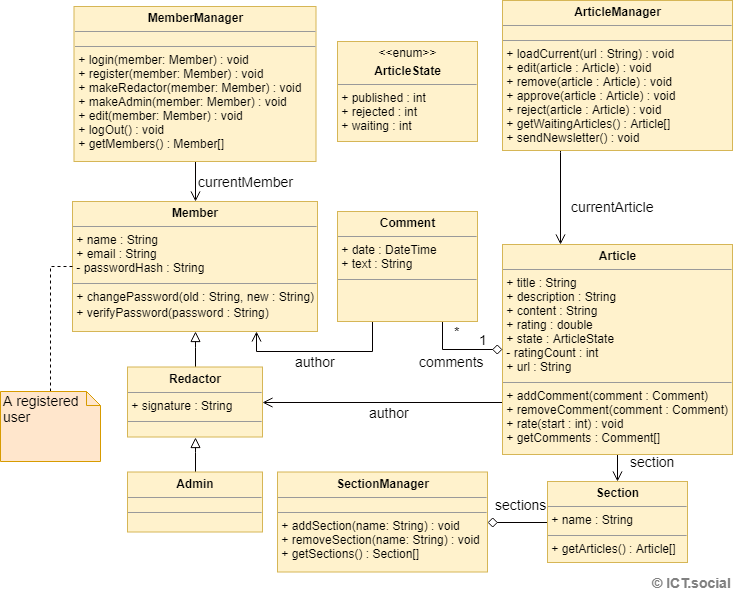 MemberManager
+ login(member: Member) : void
+ register(member: Member) : void
+ makeRedactor(member: Member) : void
+ makeAdmin(member: Member) : void
+ edit(member: Member) : void
+ logOut() : void
+ getMembers() : Member[]
<<enum>>
ArticleState
+ published : int
+ rejected : int
+ waiting : int
ArticleManager
+ loadCurrent(url : String) : void
+ edit(article : Article) : void
+ remove(article : Article) : void
+ approve(article : Article) : void
+ reject(article : Article) : void
+ getWaitingArticles() : Article[]
+ sendNewsletter() : void
currentMember
currentArticle
Member
+ name : String
+ email : String
- passwordHash : String
+ changePassword(old : String, new : String)
+ verifyPassword(password : String)
Comment
+ date : DateTime
+ text : String
Article
+ title : String
+ description : String
+ content : String
+ rating : double
+ state : ArticleState
- ratingCount : int
+ url : String
+ addComment(comment : Comment)
+ removeComment(comment : Comment)
+ rate(start : int) : void
+ getComments : Comment[]
*
1
author
comments
A registered
user
Redactor
+ signature : String
author
Admin
section
SectionManager
+ addSection(name: String) : void
+ removeSection(name: String) : void
+ getSections() : Section[]
sections
Section
+ name : String
+ getArticles() : Article[]
© ICT.social